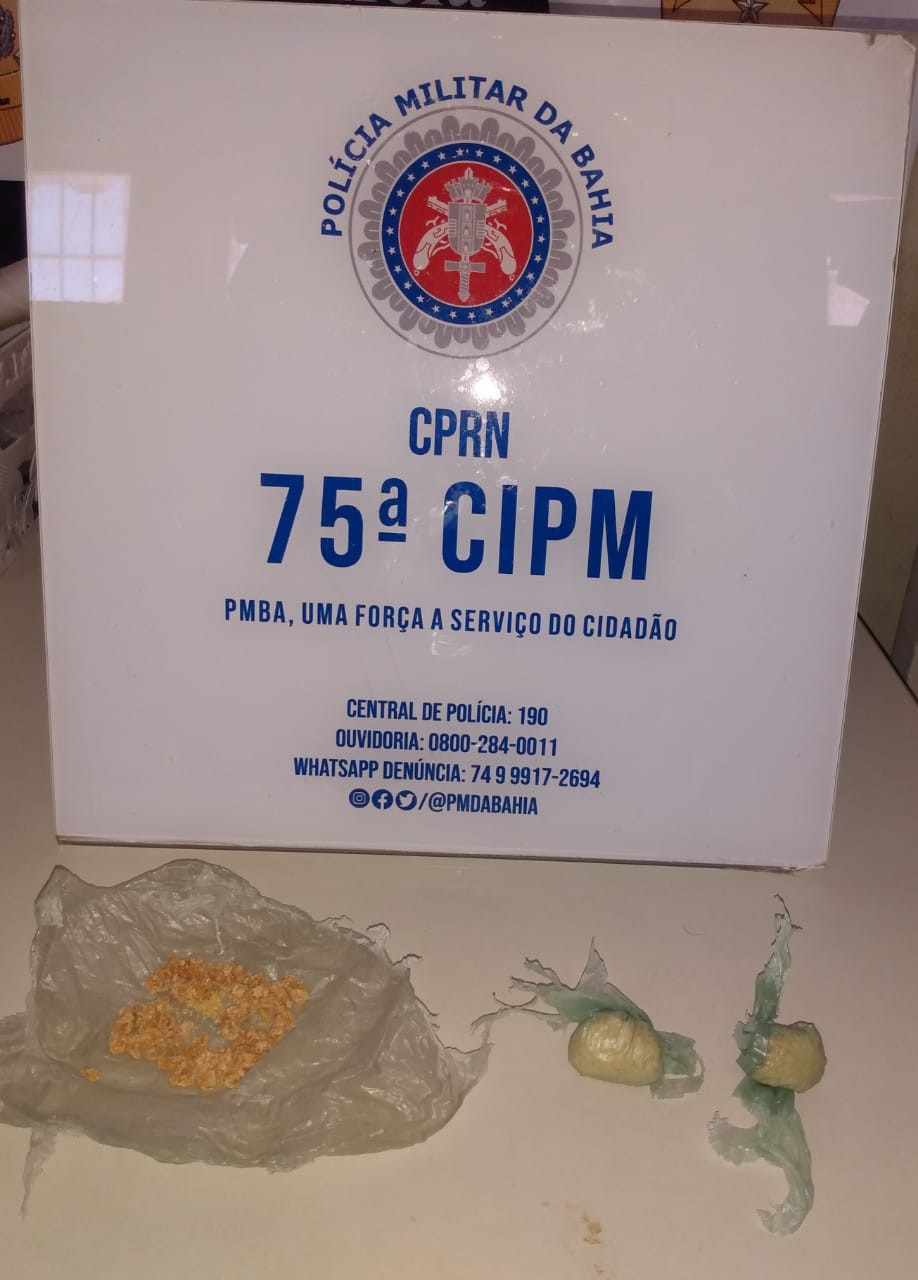 POLÍCIA MILITAR DA BAHIA
CPRN
75ª CIPM
PMBA, UMA FORÇA A SERVIÇO DO CIDADÃO
CENTRAL DE POLÍCIA: 190
OUVIDORIA: 0800-284-0011
WHATSAPP DENÚNCIA: 74 9 9917-2694
/@PMDABAHIA